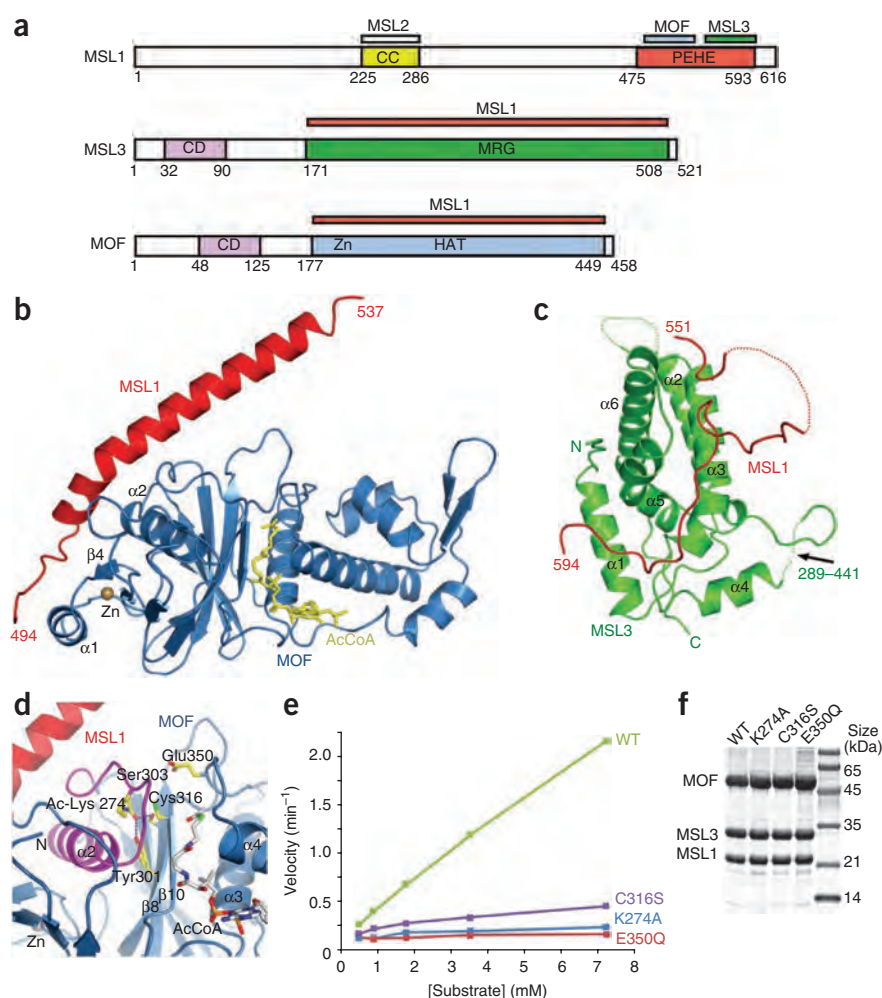 a
MSL2
MOF MSL3
MSL1 CC PEHE
1 225 286 475 593 616
MSL1
MSL3 CD MRG
1 32 90 171 508 521
MSL1
MOF CD Zn HAT
1 48 125 177 449 458
b
537
MSL1
α2
β4
Zn
494
α1
AcCoA
MOF
c
551
α2
α6
N
α3
MSL1
α5
594
α1
289–441
α4
MSL3
C
d
MOF
MSL1
Glu350
Ser303
Ac-Lys 274
Cys316
N
α2
α4
Tyr301
β10
α3
β8
AcCoA
Zn
e
WT
2.0
1.5
Velocity (min⁻¹)
1.0
0.5
C316S
K274A
E350Q
0
0 1 2 3 4 5 6 7 8
[Substrate] (mM)
f
WT K274A C316S E350Q
Size
(kDa)
MOF
65
45
35
MSL3
MSL1
21
14